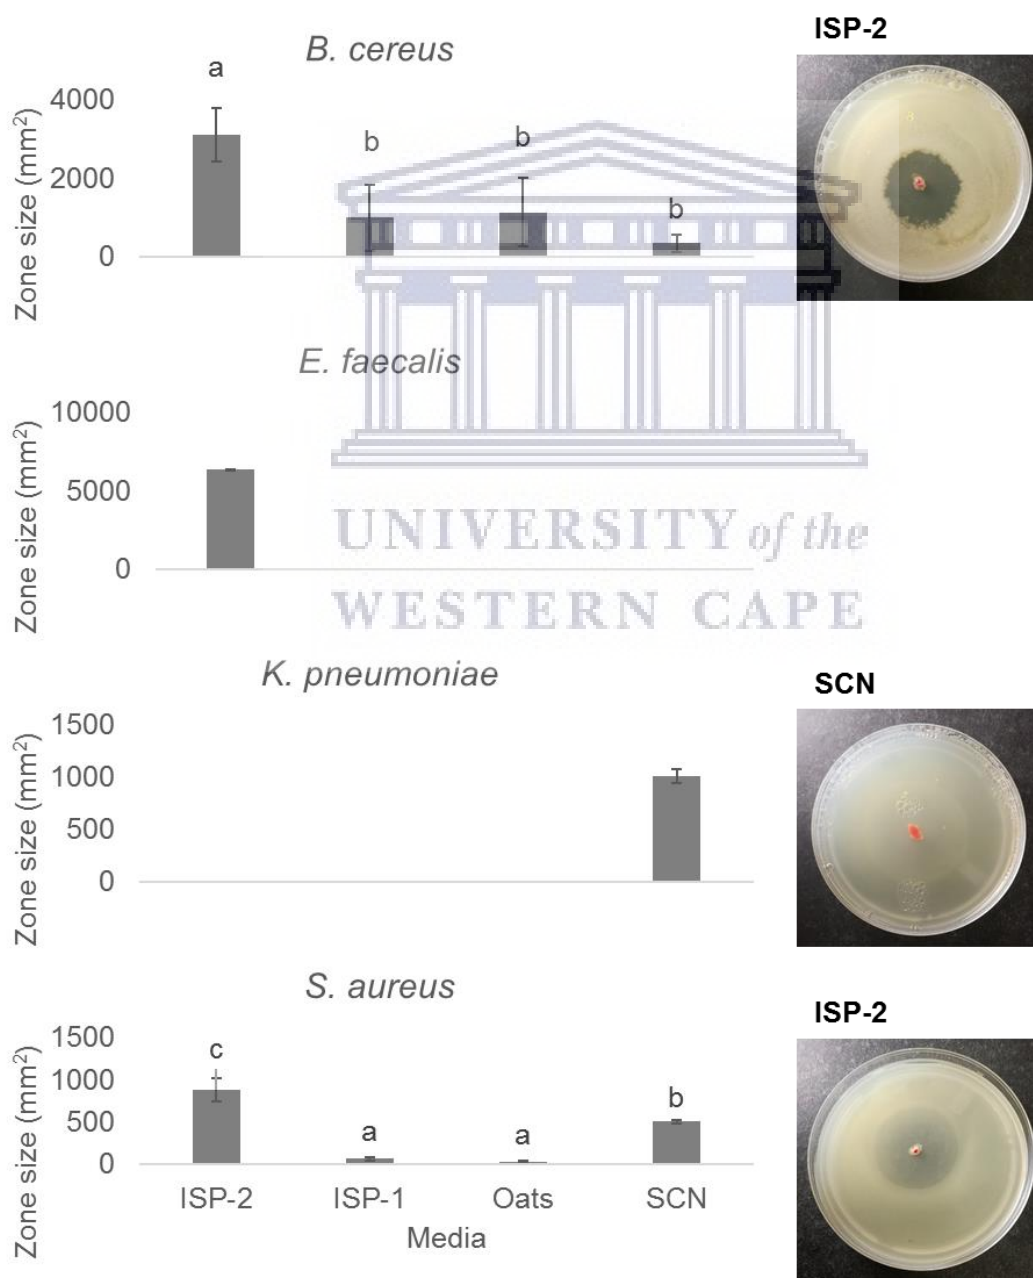 ISP-2
B. cereus
a
b
b
b
4000
2000
0
Zone size (mm²)
E. faecalis
10000
5000
0
Zone size (mm²)
UNIVERSITY of the
WESTERN CAPE
K. pneumoniae
SCN
1500
1000
500
0
Zone size (mm²)
S. aureus
ISP-2
1500
1000
500
0
Zone size (mm²)
c
a
a
b
ISP-2 ISP-1 Oats SCN
Media